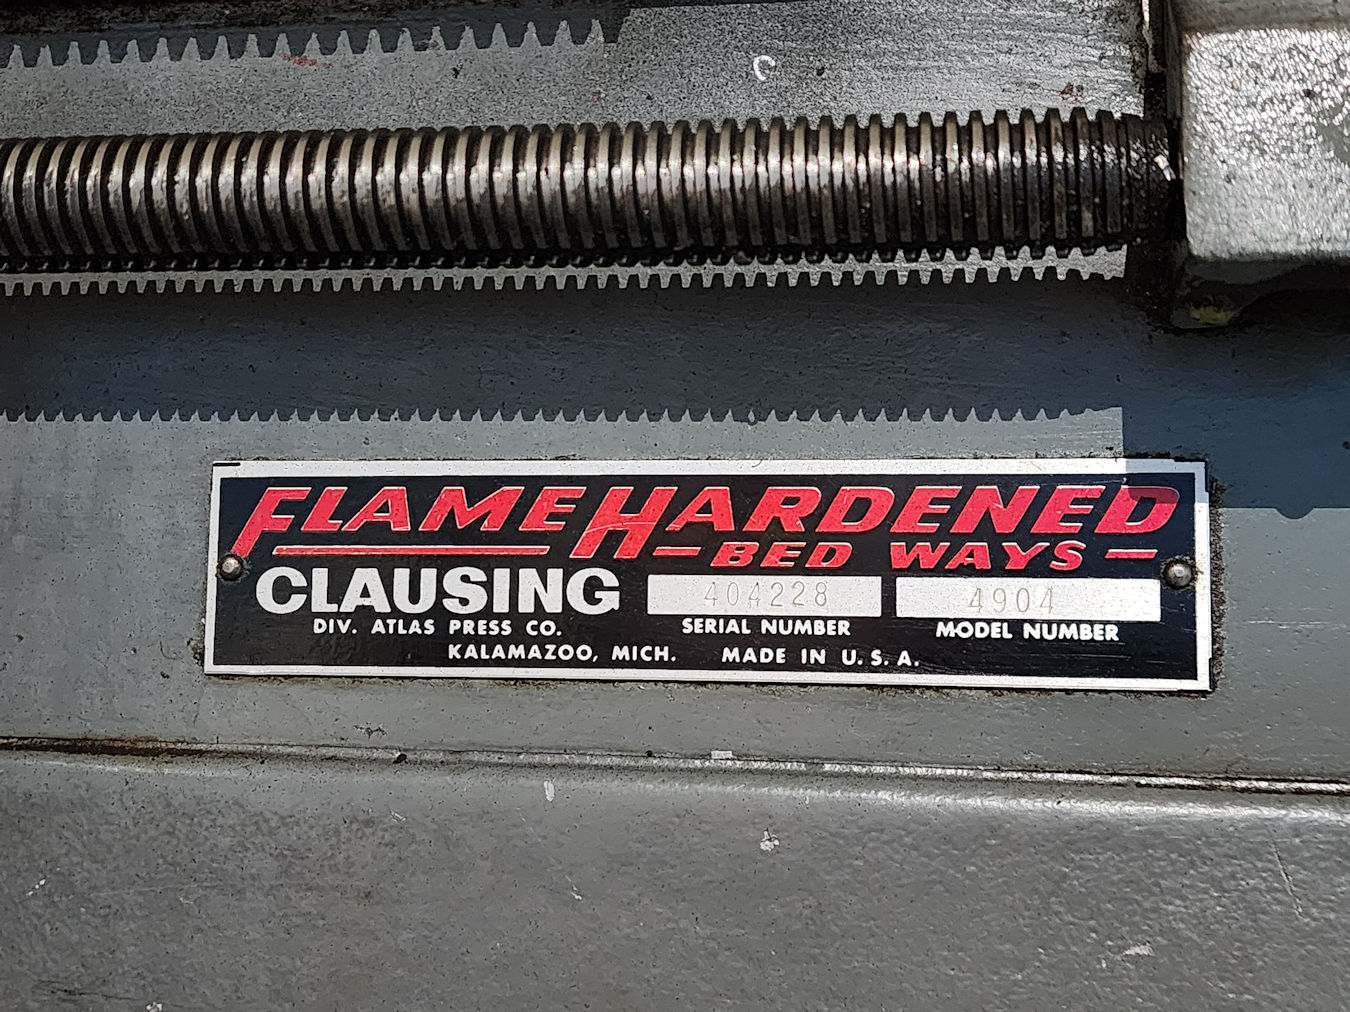 FLAME HARDENED
BED WAYS
CLAUSING
404228
4904
DIV. ATLAS PRESS CO.
SERIAL NUMBER
MODEL NUMBER
KALAMAZOO, MICH. MADE IN U.S.A.